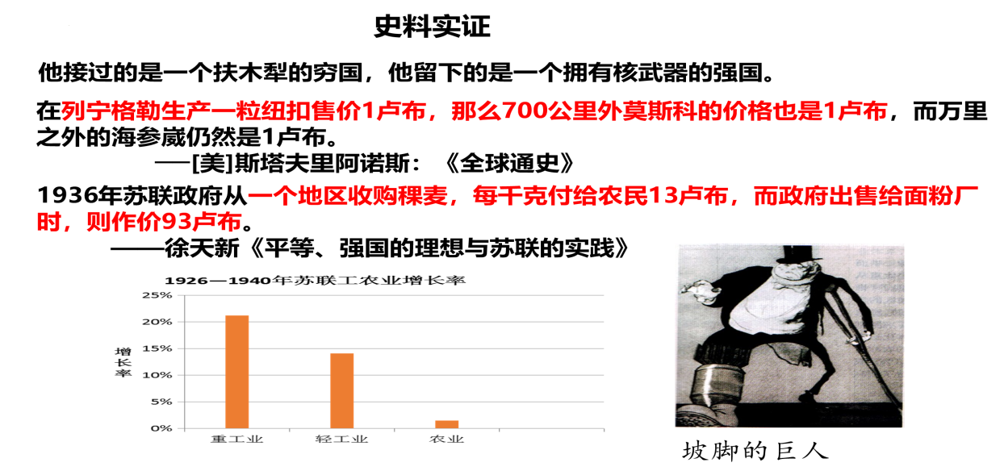 史料实证
他接过的是一个扶木犁的穷国，他留下的是一个拥有核武器的强国。
在列宁格勒生产一粒纽扣售价1卢布，那么700公里外莫斯科的价格也是1卢布，而万里
之外的海参崴仍然是1卢布。
──[美]斯塔夫里阿诺斯：《全球通史》
1936年苏联政府从一个地区收购稞麦，每千克付给农民13卢布，而政府出售给面粉厂
时，则作价93卢布。
——徐天新《平等、强国的理想与苏联的实践》
1926—1940年苏联工农业增长率
25%
20%
15%
10%
5%
0%
增长率
重工业 轻工业 农业
坡脚的巨人